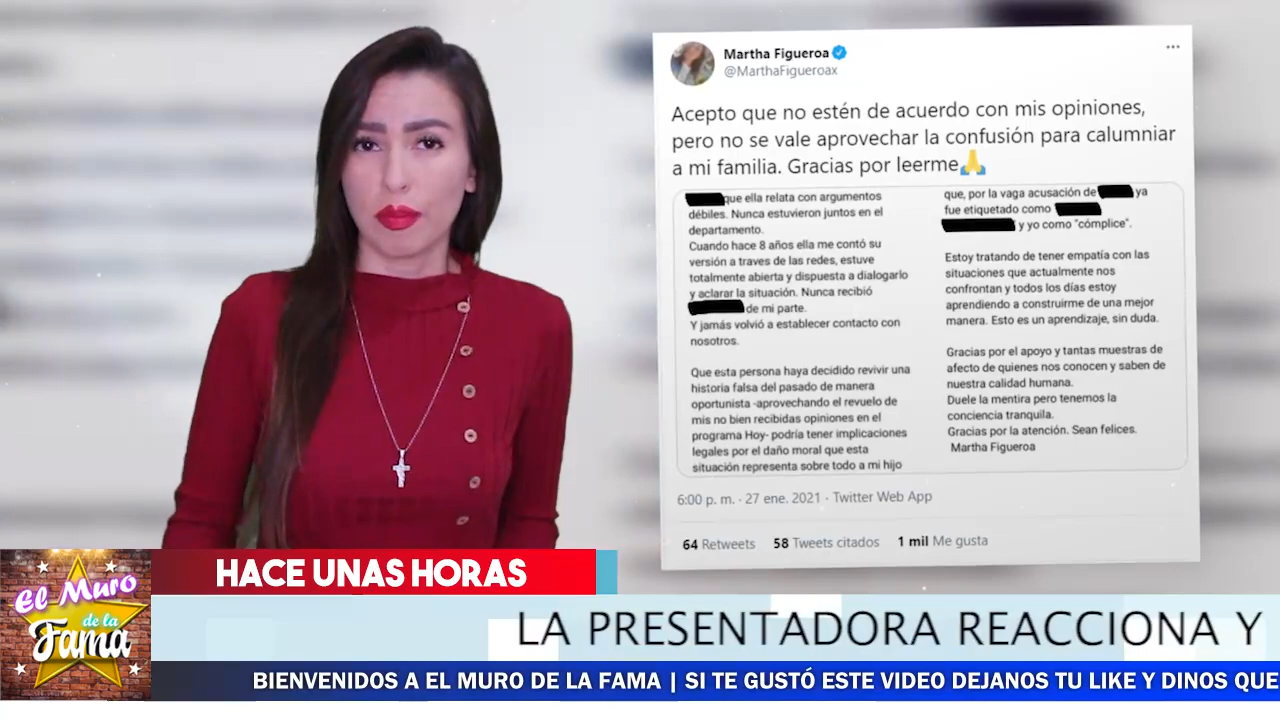 Martha Figueroa
@MarthaFigueroax
Acepto que no estén de acuerdo con mis opiniones,
pero no se vale aprovechar la confusión para calumniar
a mi familia. Gracias por leerme🙏
que ella relata con argumentos
débiles. Nunca estuvieron juntos en el
departamento.
Cuando hace 8 años ella me contó su
versión a traves de las redes, estuve
totalmente abierta y dispuesta a dialogarlo
y aclarar la situación. Nunca recibió
de mi parte.
Y jamás volvió a establecer contacto con
nosotros.
Que esta persona haya decidido revivir una
historia falsa del pasado de manera
oportunista -aprovechando el revuelo de
mis no bien recibidas opiniones en el
programa Hoy- podría tener implicaciones
legales por el daño moral que esta
situación representa sobre todo a mi hijo
que, por la vaga acusación de ya
fue etiquetado como
" y yo como "cómplice".
Estoy tratando de tener empatía con las
situaciones que actualmente nos
confrontan y todos los días estoy
aprendiendo a construirme de una mejor
manera. Esto es un aprendizaje, sin duda.
Gracias por el apoyo y tantas muestras de
afecto de quienes nos conocen y saben de
nuestra calidad humana.
Duele la mentira pero tenemos la
conciencia tranquila.
Gracias por la atención. Sean felices.
Martha Figueroa
6:00 p. m. · 27 ene. 2021 · Twitter Web App
64 Retweets 58 Tweets citados 1 mil Me gusta
HACE UNAS HORAS
El Muro
de la
Fama
LA PRESENTADORA REACCIONA Y
BIENVENIDOS A EL MURO DE LA FAMA | SI TE GUSTÓ ESTE VIDEO DEJANOS TU LIKE Y DINOS QUE